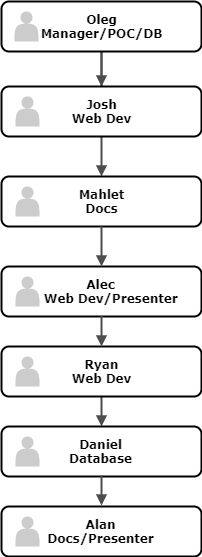 Oleg
Manager/POC/DB
Josh
Web Dev
Mahlet
Docs
Alec
Web Dev/Presenter
Ryan
Web Dev
Daniel
Database
Alan
Docs/Presenter